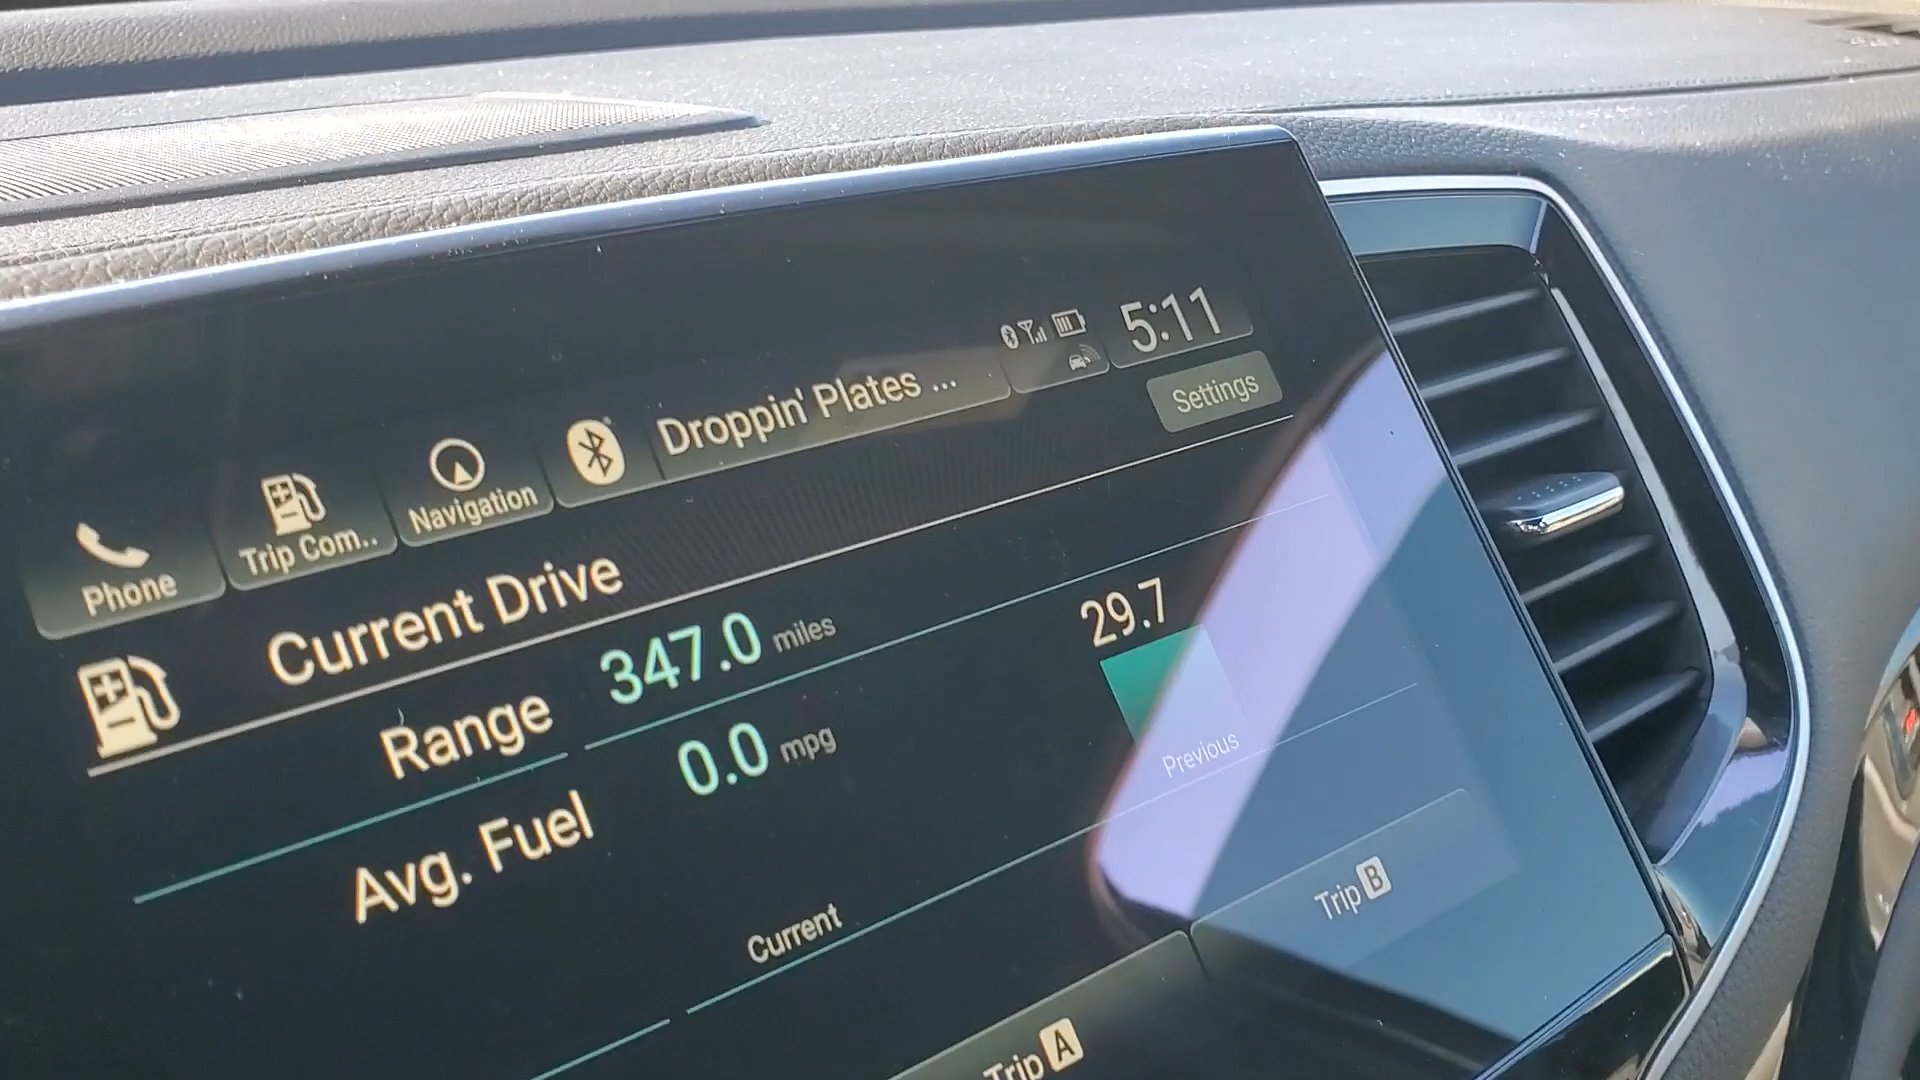 5:11
Droppin' Plates ...
Settings
Phone
Trip Com..
Navigation
Current Drive
Range 347.0 miles
Avg. Fuel 0.0 mpg
29.7
Previous
Current
Trip A
Trip B